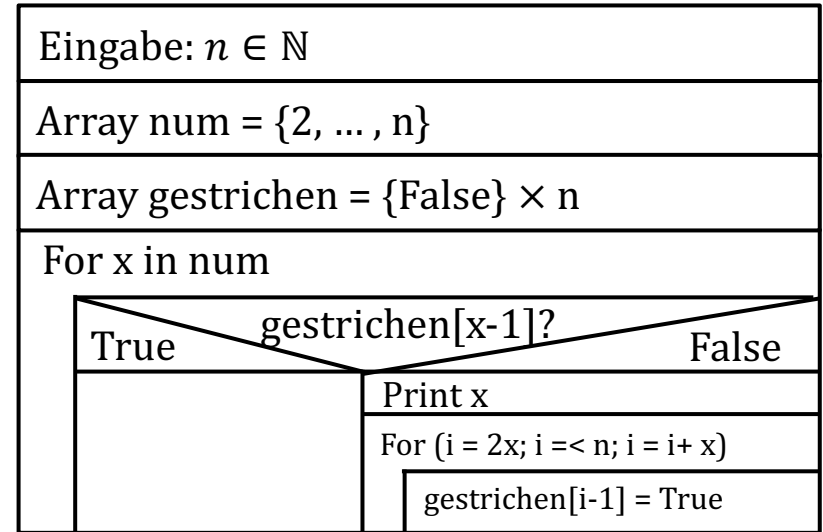 Eingabe: 𝑛 ∈ ℕ
Array num = {2, … , n}
Array gestrichen = {False} × n
For x in num
gestrichen[x-1]?
True
False
Print x
For (i = 2x; i =< n; i = i+ x)
gestrichen[i-1] = True